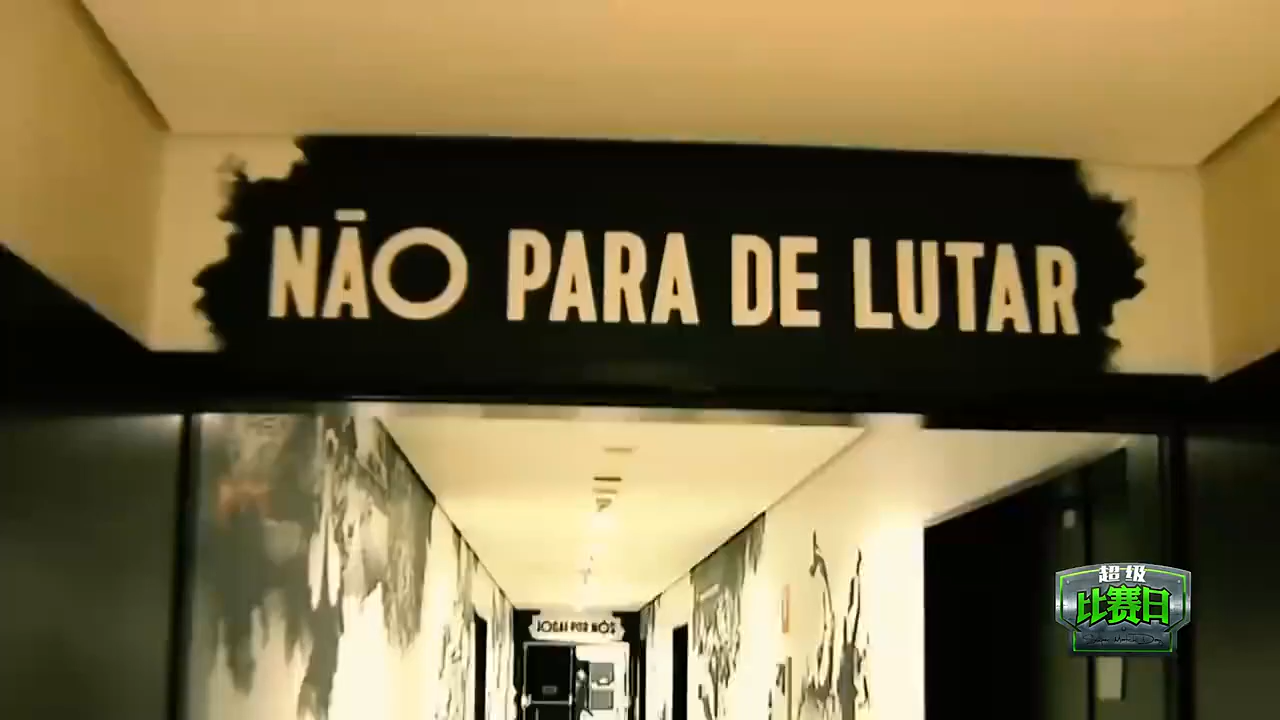 NÃO PARA DE LUTAR
JOGAI POR NÓS
超级
比赛日